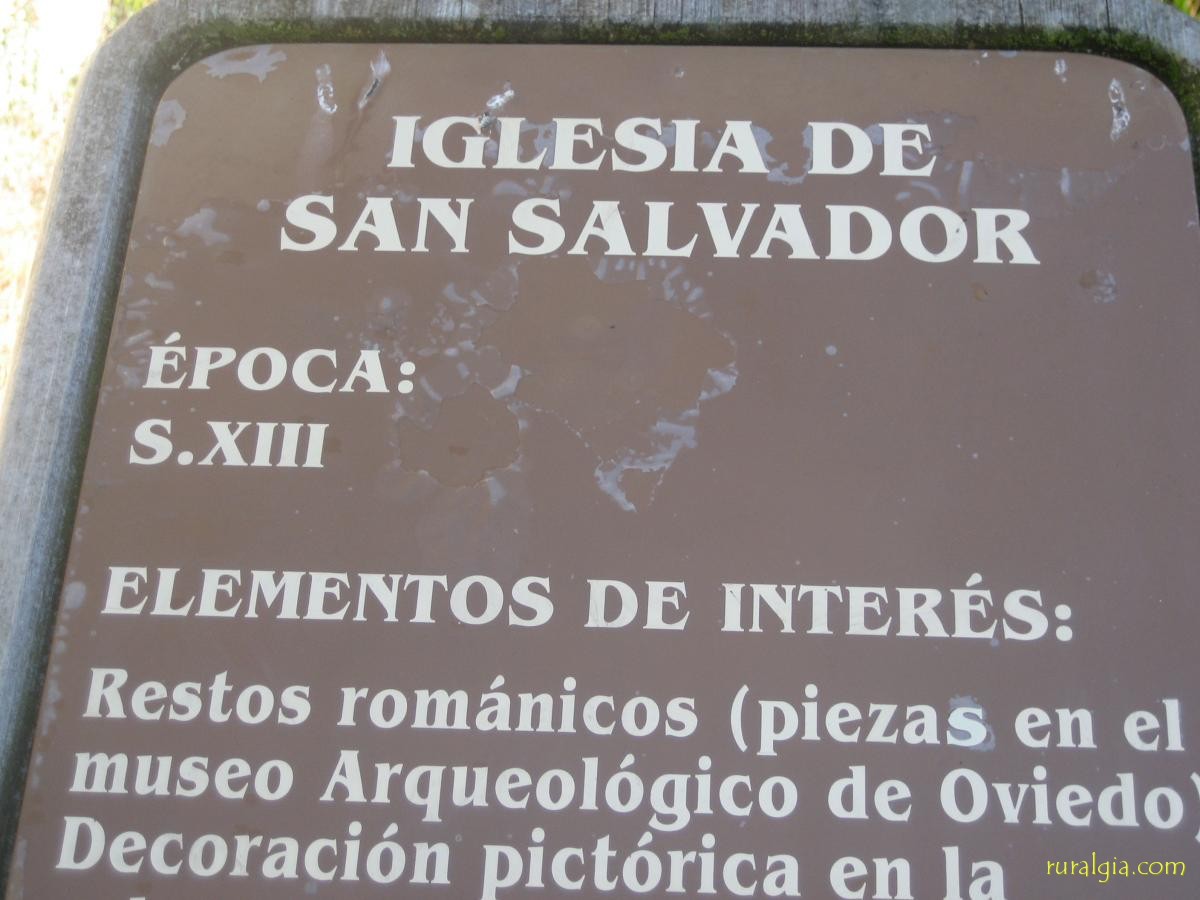 IGLESIA DE
SAN SALVADOR
ÉPOCA:
S.XIII
ELEMENTOS DE INTERÉS:
Restos románicos (piezas en el
museo Arqueológico de Oviedo)
Decoración pictórica en la
ruralgia.com